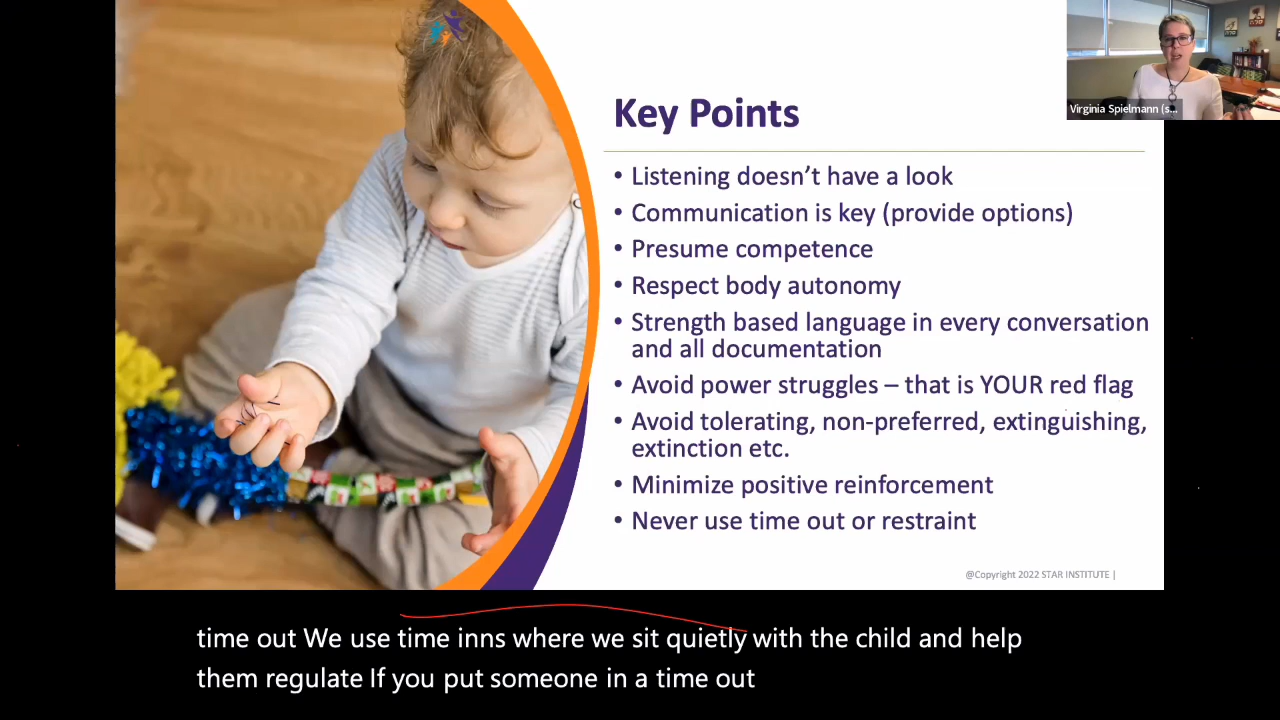 Key Points
• Listening doesn’t have a look
• Communication is key (provide options)
• Presume competence
• Respect body autonomy
• Strength based language in every conversation
and all documentation
• Avoid power struggles – that is YOUR red flag
• Avoid tolerating, non-preferred, extinguishing,
extinction etc.
• Minimize positive reinforcement
• Never use time out or restraint
@Copyright 2022 STAR INSTITUTE |
Virginia Spielmann (s...
time out We use time inns where we sit quietly with the child and help
them regulate If you put someone in a time out